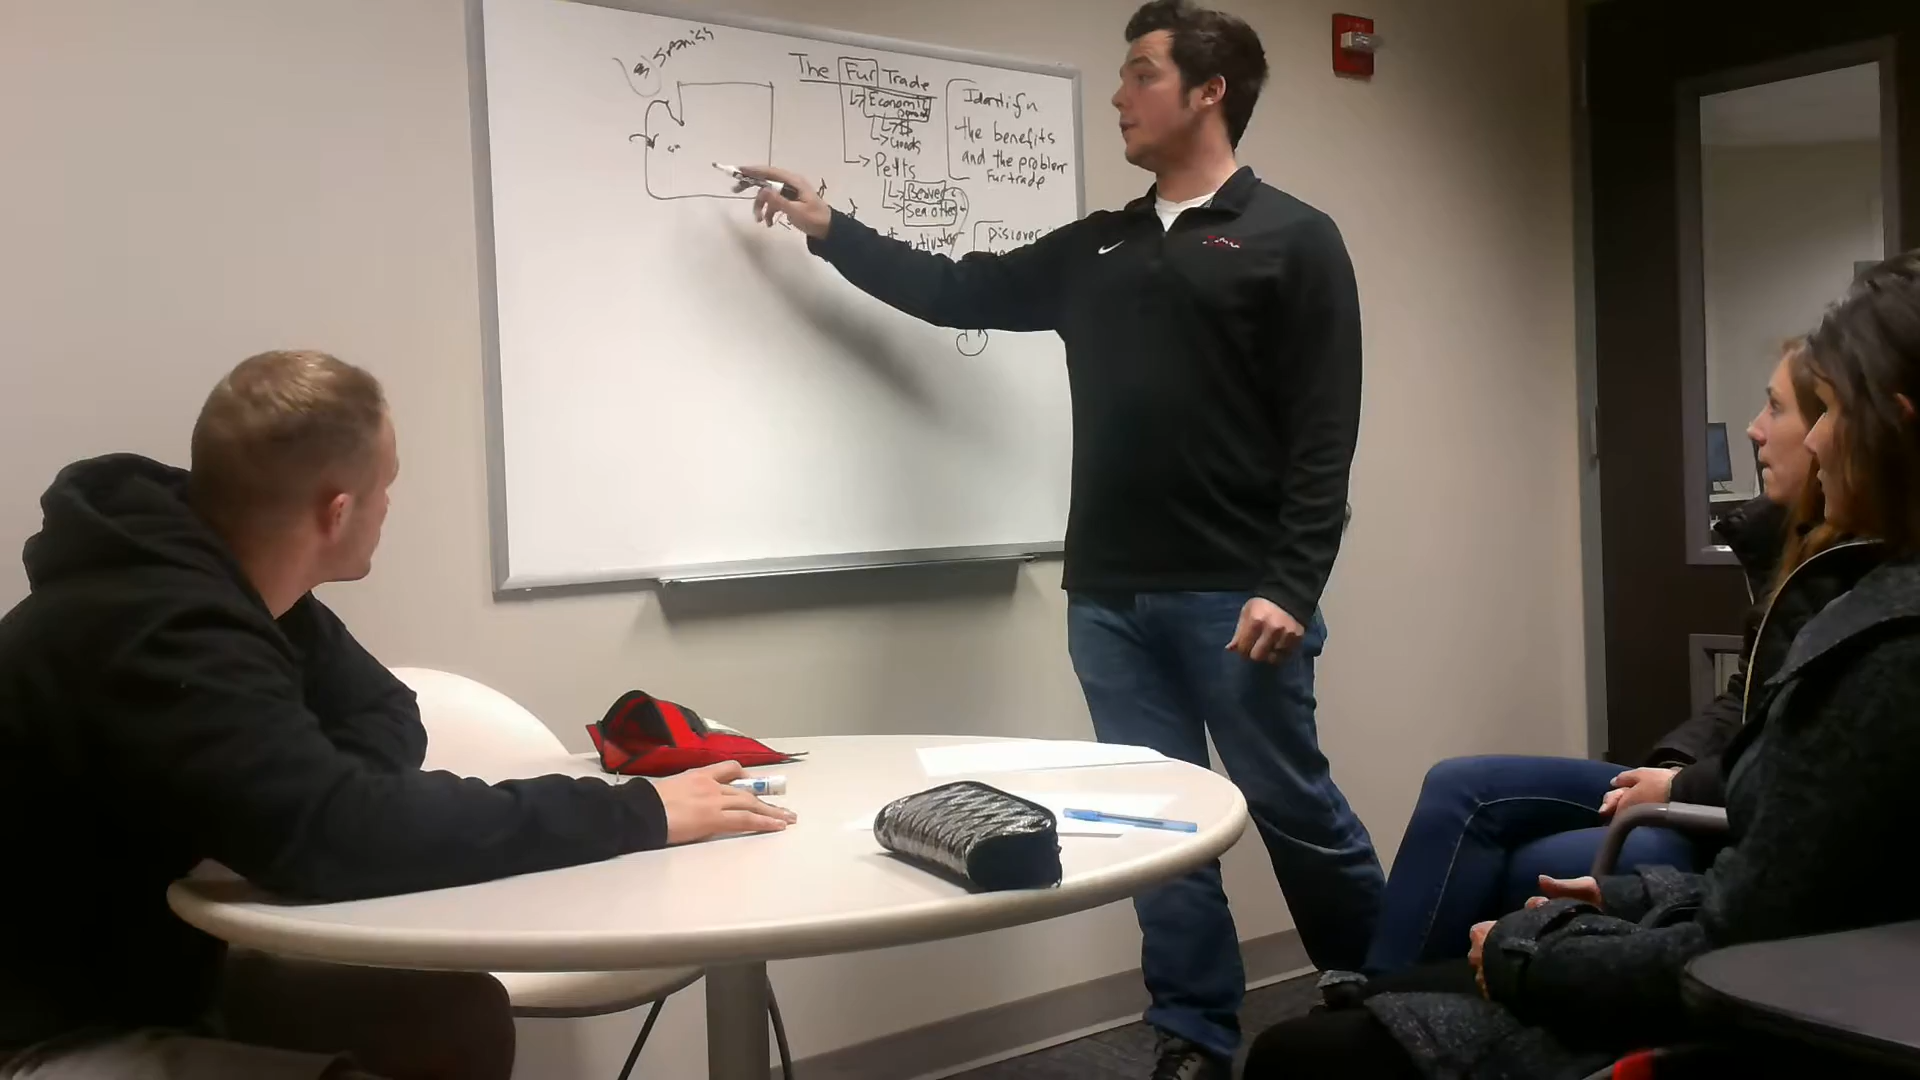 Spanish
The Fur Trade
Economic
Demand
$
Goods
Pelts
Beaver
Sea otter
Identify
the benefits
and the problem
Fur trade
Discover